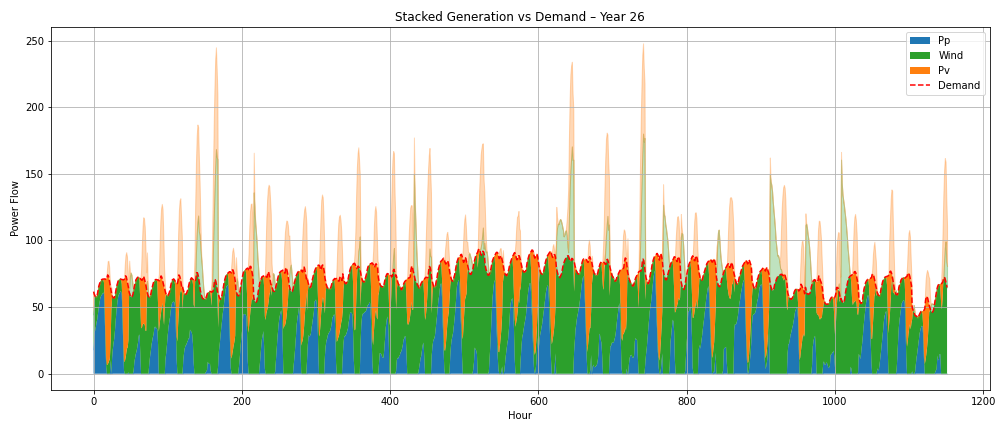 Stacked Generation vs Demand – Year 26
Pp
Wind
Pv
Demand
Power Flow
250
200
150
100
50
0
0 200 400 600 800 1000 1200
Hour